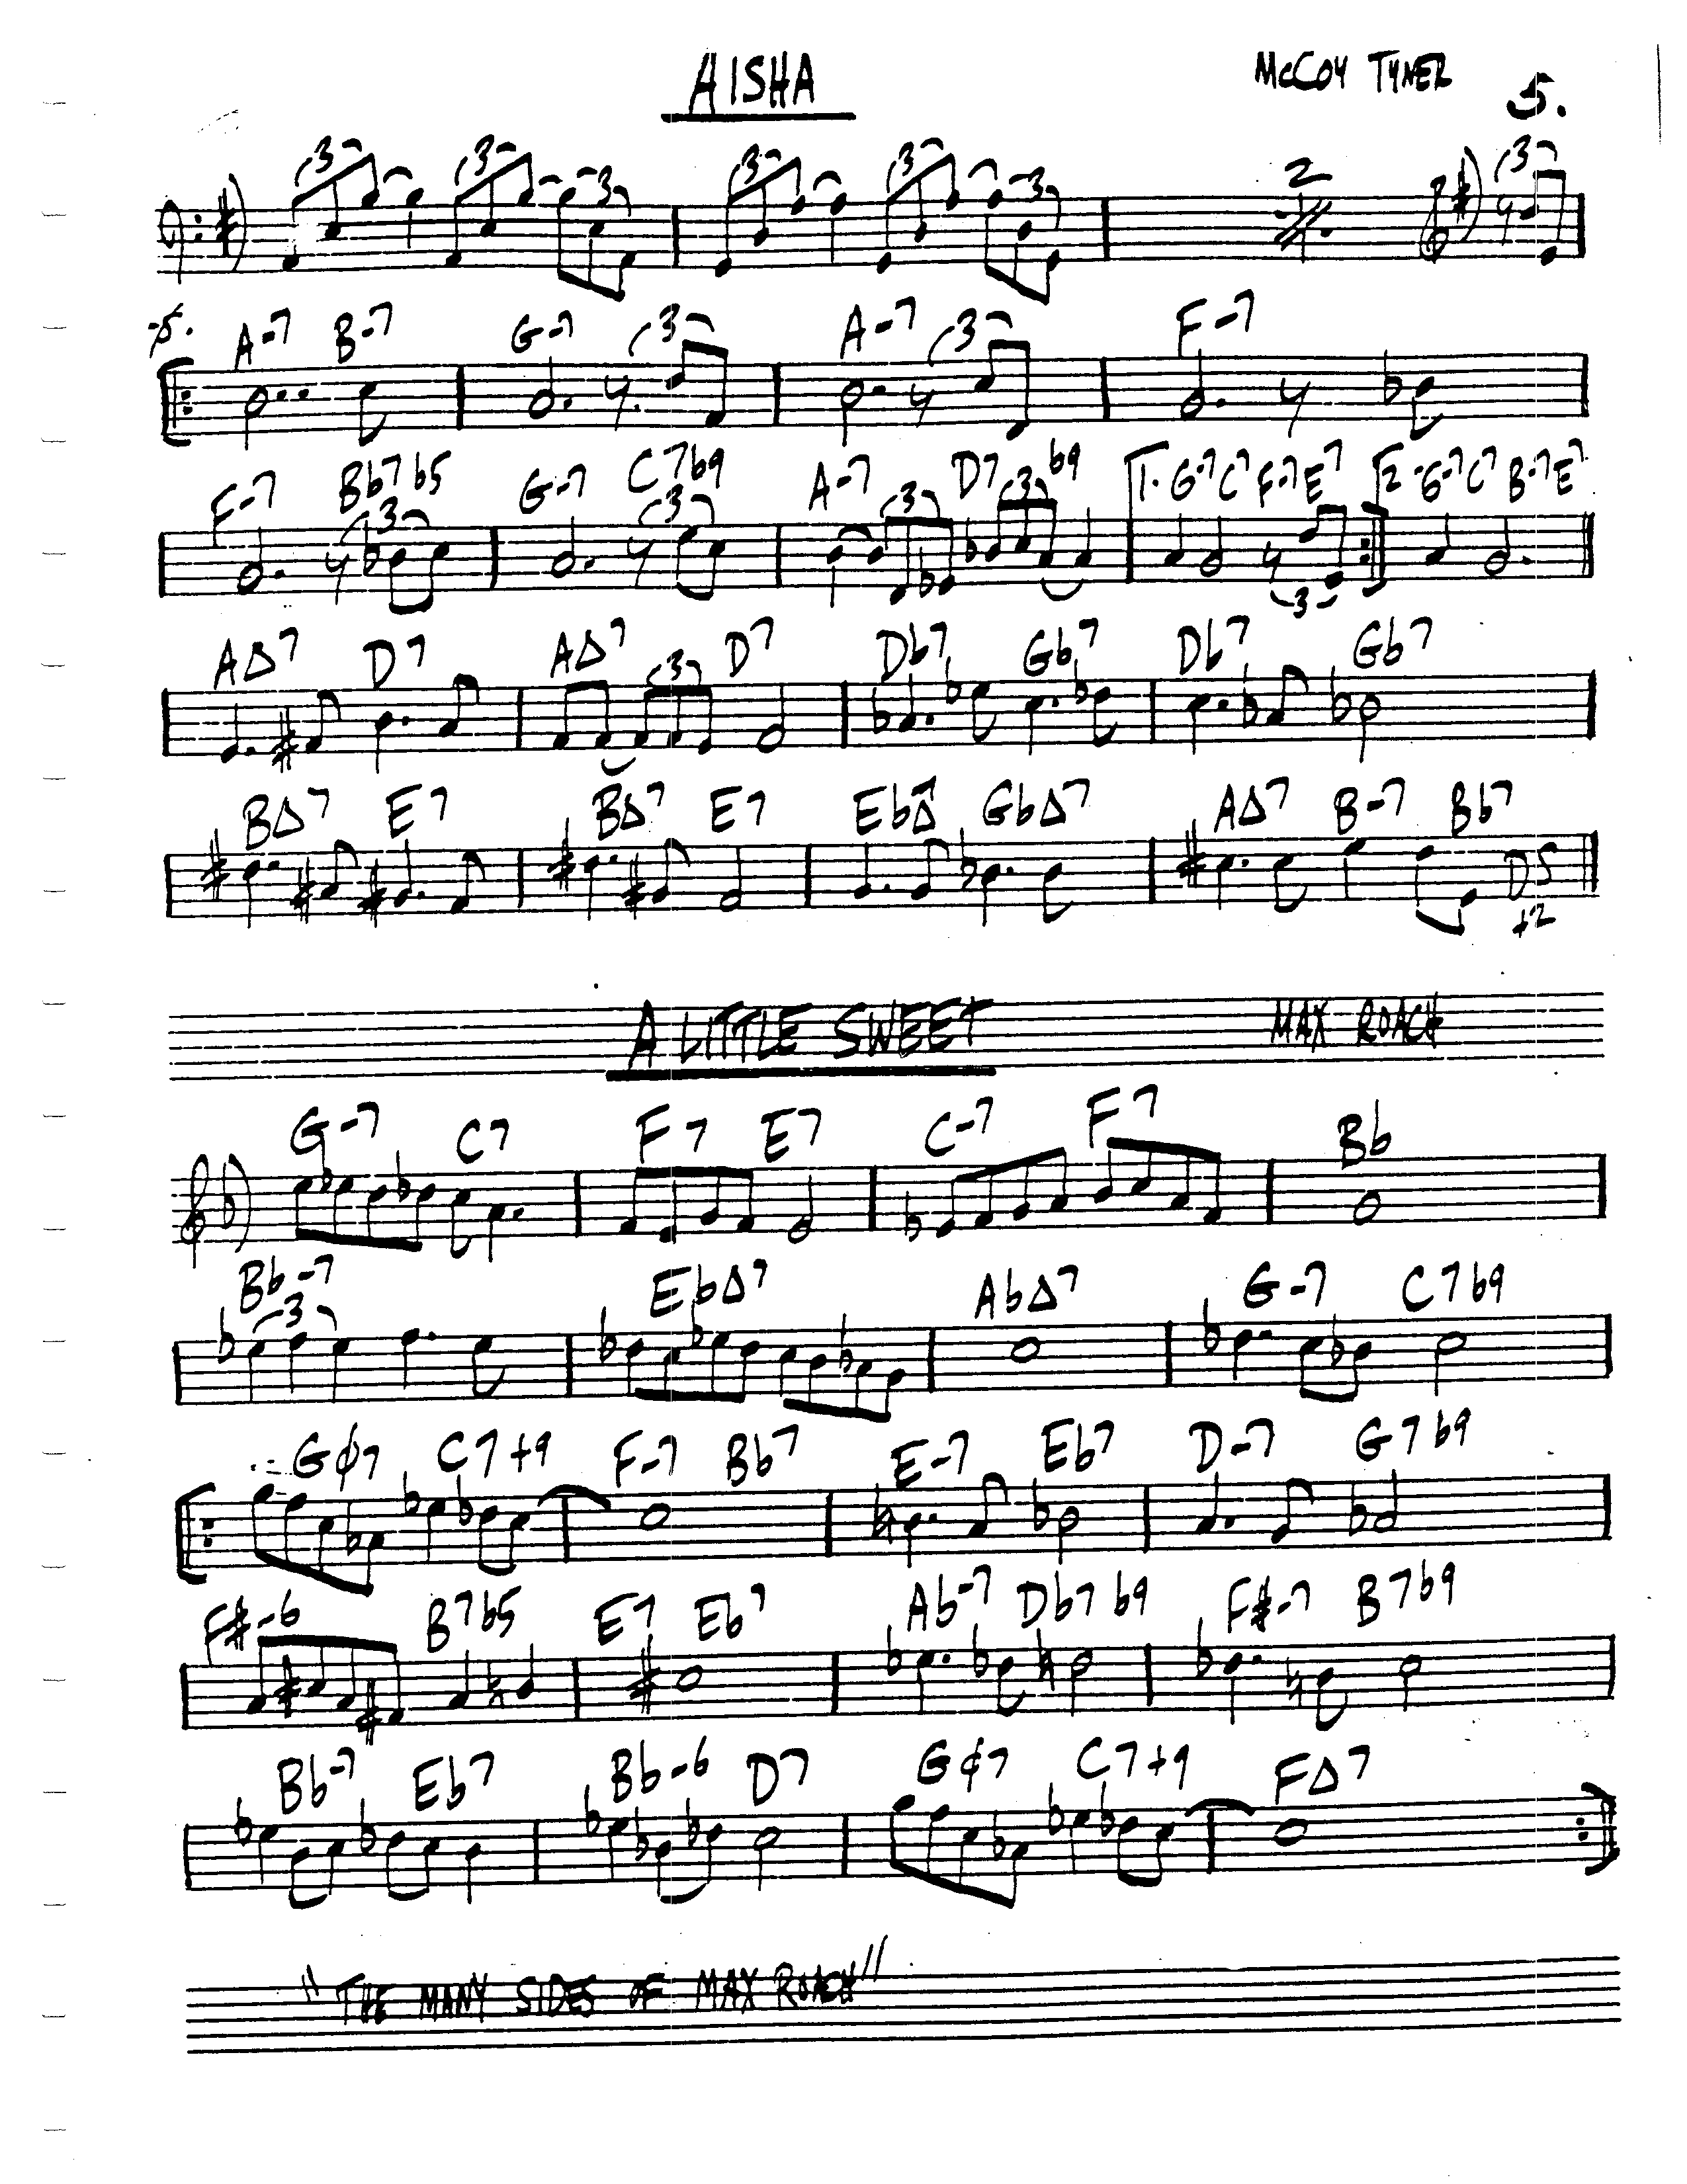 AISHA McCOY TYNER 5.
3 3 3 3 3 3 2 3
.S. A-7 B-7 G-7 3 A-7 3 F-7
F-7 Bb7b5 3 G-7 C7b9 3 A-7 3 D7 3 b9 1. G-7 C7 F-7 E7 2. G-7 C7 B-7 E7
3
AΔ7 D7 AΔ7 3 D7 Db7 Gb7 Db7 Gb7
BΔ7 E7 BΔ7 E7 EbΔ7 GbΔ7 AΔ7 B-7 Bb7
DS
+2
A LITTLE SWEET MAX ROACH
G-7 C7 F7 E7 C-7 F7 Bb
Bb-7 3 EbΔ7 AbΔ7 G-7 C7b9
Gø7 C7+9 F-7 Bb7 E-7 Eb7 D-7 G7b9
F#-6 B7b5 E7 Eb7 Ab-7 Db7b9 F#-7 B7b9
Bb-7 Eb7 Bb-6 D7 Gø7 C7+9 FΔ7
"THE MANY SIDES OF MAX ROACH"